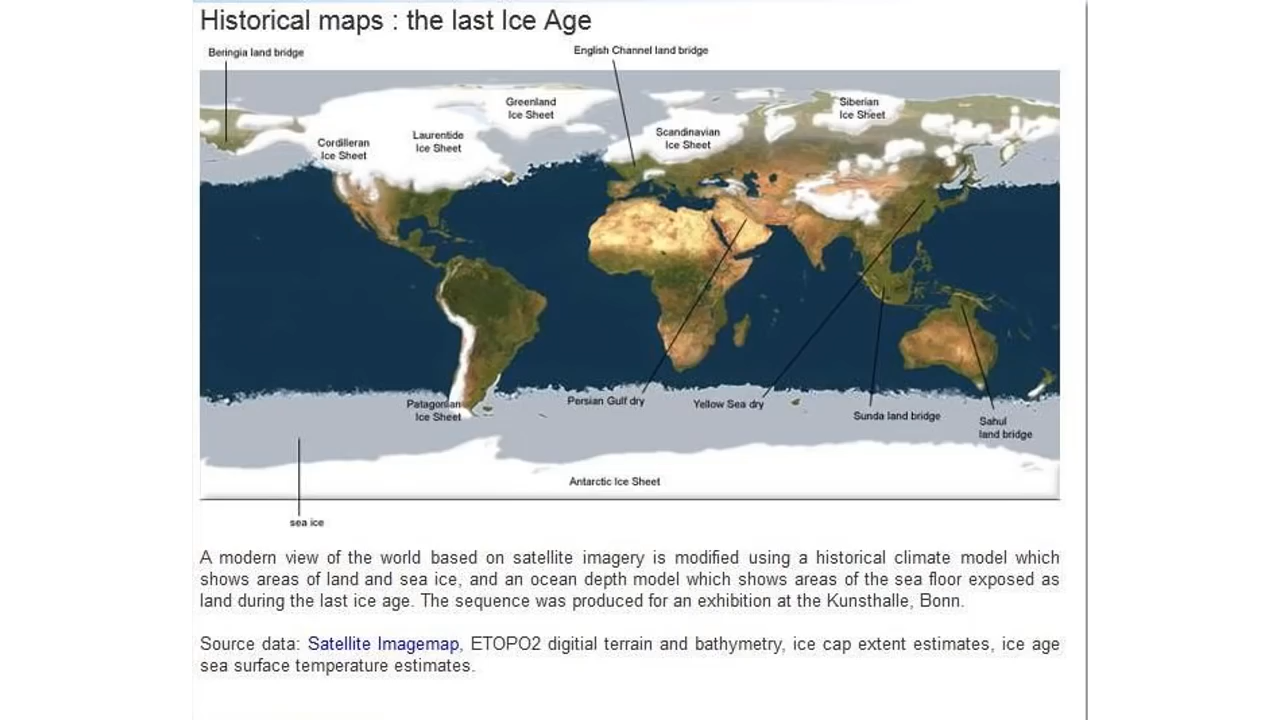 Historical maps : the last Ice Age
Beringia land bridge
English Channel land bridge
Greenland
Ice Sheet
Siberian
Ice Sheet
Cordilleran
Ice Sheet
Laurentide
Ice Sheet
Scandinavian
Ice Sheet
Patagonian
Ice Sheet
Persian Gulf dry
Yellow Sea dry
Sunda land bridge
Sahul
land bridge
Antarctic Ice Sheet
sea ice
A modern view of the world based on satellite imagery is modified using a historical climate model which
shows areas of land and sea ice, and an ocean depth model which shows areas of the sea floor exposed as
land during the last ice age. The sequence was produced for an exhibition at the Kunsthalle, Bonn.
Source data: Satellite Imagemap, ETOPO2 digitial terrain and bathymetry, ice cap extent estimates, ice age
sea surface temperature estimates.